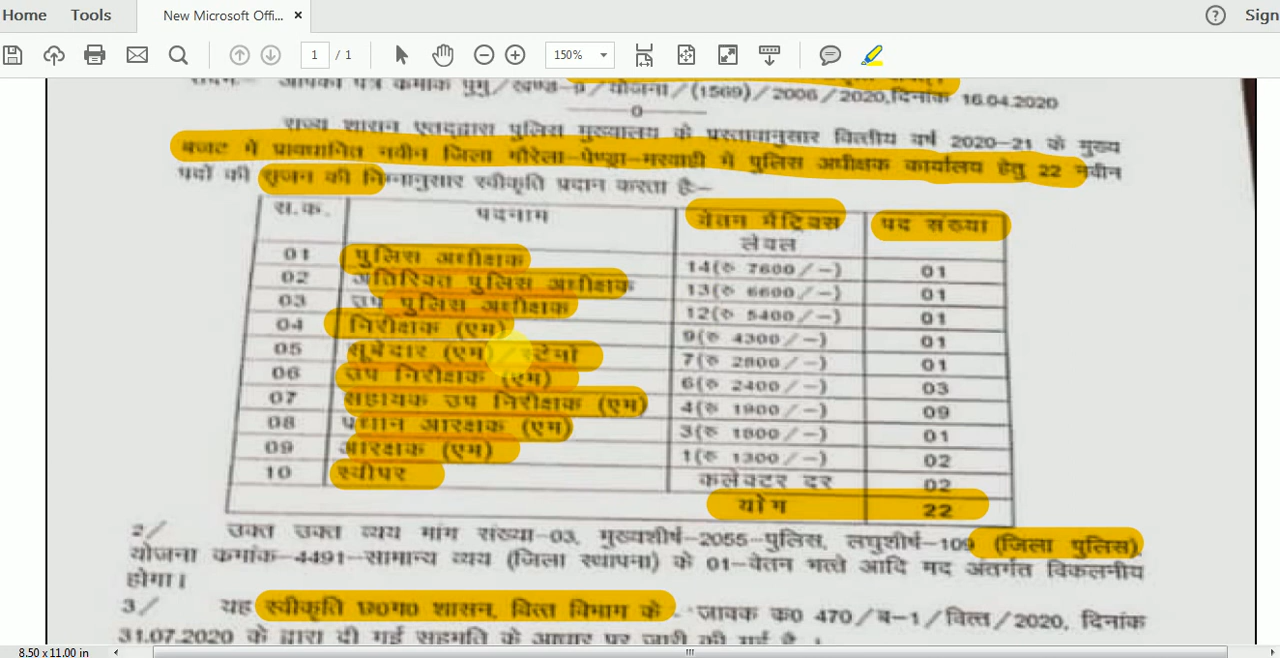 Home Tools New Microsoft Offi... × ? Sign
1 / 1 150%
आपका पत्र कमांक पुमु/खण्ड-9/योजना/(1569)/2006/2020,दिनांक 16.04.2020
0
राज्य शासन एतद्द्वारा पुलिस मुख्यालय के प्रस्तावानुसार वित्तीय वर्ष 2020-21 के मुख्य
बजट में प्रावधानित नवीन जिला गौरेला-पेण्ड्रा-मरवाही में पुलिस अधीक्षक कार्यालय हेतु 22 नवीन
पदों की सृजन की निम्नानुसार स्वीकृति प्रदान करता है:-
स.क. पदनाम वेतन मैट्रिक्स लेवल पद संख्या
01 पुलिस अधीक्षक 14(रु 7600/-) 01
02 अतिरिक्त पुलिस अधीक्षक 13(रु 6600/-) 01
03 उप पुलिस अधीक्षक 12(रु 5400/-) 01
04 निरीक्षक (एम) 9(रु 4300/-) 01
05 सूबेदार (एम)/स्टेनो 7(रु 2800/-) 01
06 उप निरीक्षक (एम) 6(रु 2400/-) 03
07 सहायक उप निरीक्षक (एम) 4(रु 1900/-) 09
08 प्रधान आरक्षक (एम) 3(रु 1800/-) 01
09 आरक्षक (एम) 1(रु 1300/-) 02
10 स्वीपर कलेक्टर दर 02
योग 22
2/ उक्त उक्त व्यय मांग संख्या-03, मुख्यशीर्ष-2055-पुलिस, लघुशीर्ष-109 (जिला पुलिस),
योजना कमांक-4491-सामान्य व्यय (जिला स्थापना) के 01-वेतन भत्ते आदि मद अंतर्गत विकलनीय
होगा।
3/ यह स्वीकृति छ0ग0 शासन, वित्त विभाग के जावक क0 470/ब-1/वित्त/2020, दिनांक
31.07.2020 के द्वारा दी गई सहमति के आधार पर जारी की गई है।
8.50 x 11.00 in